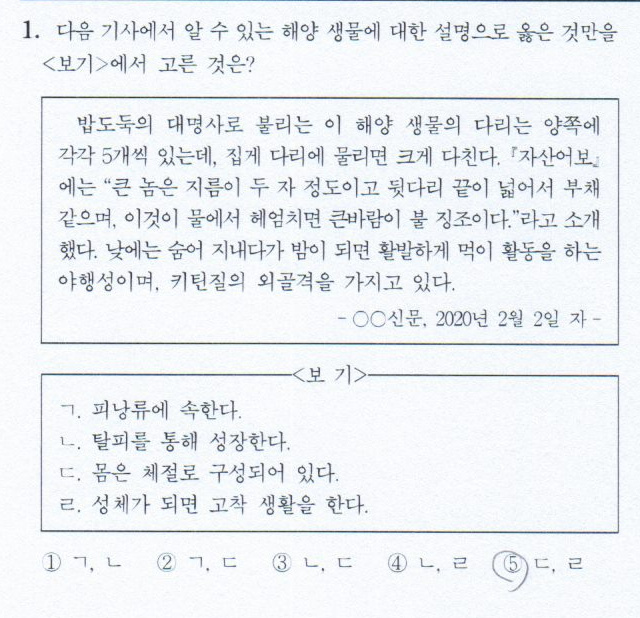 1. 다음 기사에서 알 수 있는 해양 생물에 대한 설명으로 옳은 것만을
<보기>에서 고른 것은?
밥도둑의 대명사로 불리는 이 해양 생물의 다리는 양쪽에
각각 5개씩 있는데, 집게 다리에 물리면 크게 다친다. 『자산어보』
에는 “큰 놈은 지름이 두 자 정도이고 뒷다리 끝이 넓어서 부채
같으며, 이것이 물에서 헤엄치면 큰바람이 불 징조이다.”라고 소개
했다. 낮에는 숨어 지내다가 밤이 되면 활발하게 먹이 활동을 하는
야행성이며, 키틴질의 외골격을 가지고 있다.
- ○○신문, 2020년 2월 2일 자 -
<보 기>
ㄱ. 피낭류에 속한다.
ㄴ. 탈피를 통해 성장한다.
ㄷ. 몸은 체절로 구성되어 있다.
ㄹ. 성체가 되면 고착 생활을 한다.
① ㄱ, ㄴ ② ㄱ, ㄷ ③ ㄴ, ㄷ ④ ㄴ, ㄹ ⑤ ㄷ, ㄹ